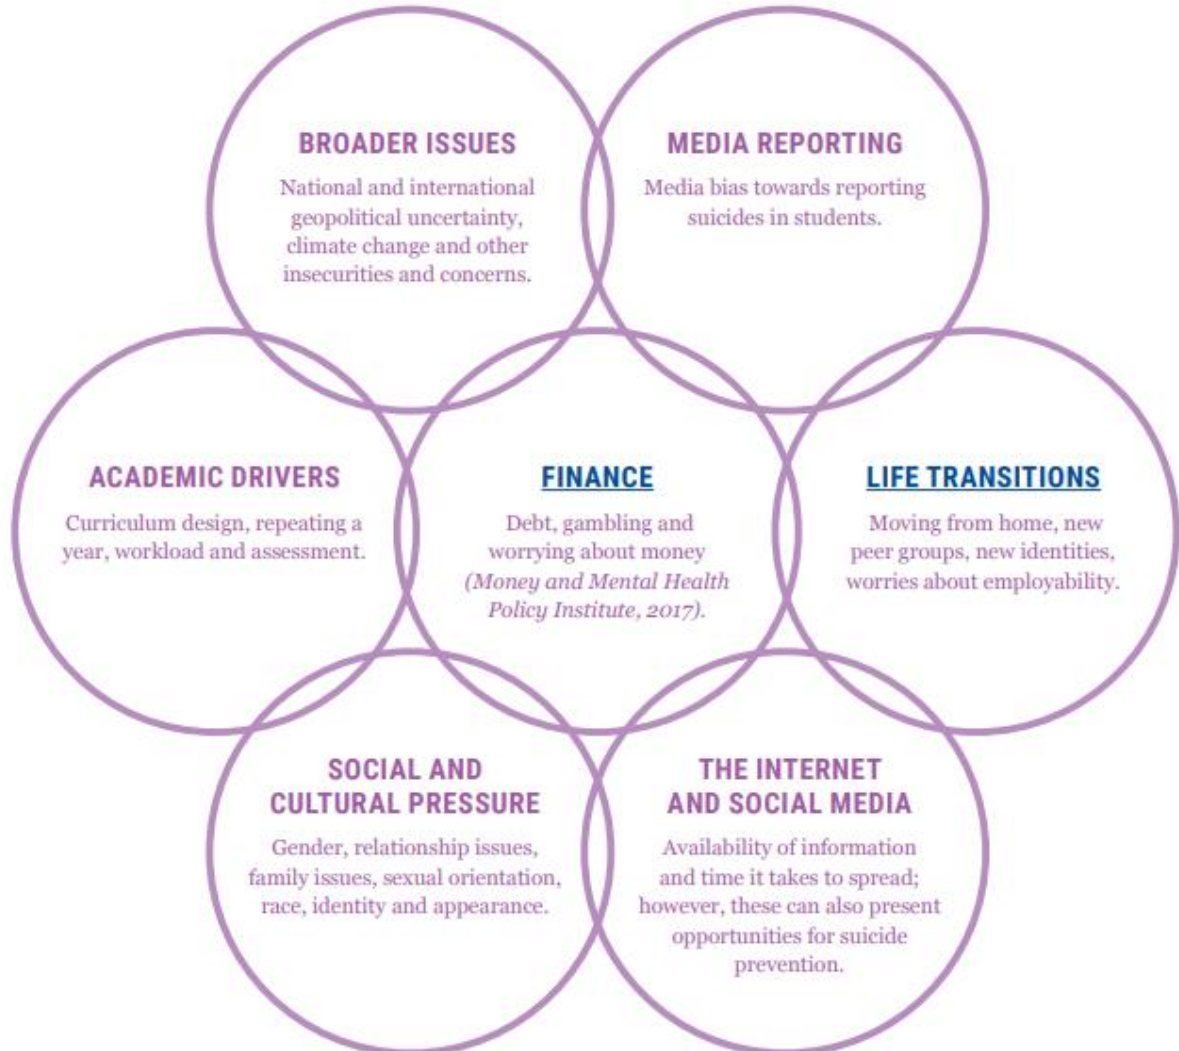 BROADER ISSUES
National and international
geopolitical uncertainty,
climate change and other
insecurities and concerns.
MEDIA REPORTING
Media bias towards reporting
suicides in students.
ACADEMIC DRIVERS
Curriculum design, repeating a
year, workload and assessment.
FINANCE
Debt, gambling and
worrying about money
(Money and Mental Health
Policy Institute, 2017).
LIFE TRANSITIONS
Moving from home, new
peer groups, new identities,
worries about employability.
SOCIAL AND
CULTURAL PRESSURE
Gender, relationship issues,
family issues, sexual orientation,
race, identity and appearance.
THE INTERNET
AND SOCIAL MEDIA
Availability of information
and time it takes to spread;
however, these can also present
opportunities for suicide
prevention.